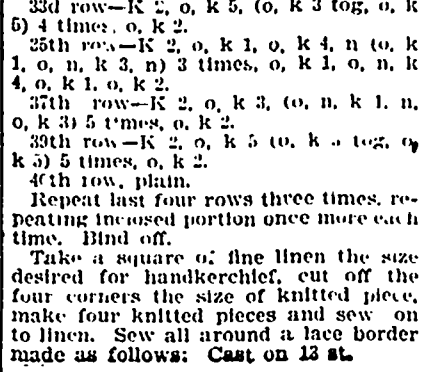 33d row—K 2, o, k 5, (o, k 3 tog, o, k
5) 4 times, o, k 2.
35th row—K 2, o, k 1, o, k 4, n (o, k
1, o, n, k 3, n) 3 times, o, k 1, o, n, k
4, o, k 1, o, k 2.
37th row—K 2, o, k 3, (o, n, k 1, n,
o, k 3) 5 times, o, k 2.
39th row—K 2, o, k 5 (o, k 3 tog, o,
k 5) 5 times, o, k 2.
40th row, plain.
Repeat last four rows three times, re-
peating inclosed portion once more each
time. Bind off.
Take a square of fine linen the size
desired for handkerchief, cut off the
four corners the size of knitted piece,
make four knitted pieces and sew on
to linen. Sew all around a lace border
made as follows: Cast on 13 st.